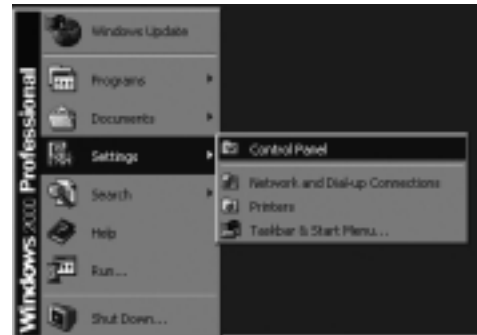 Windows 2000 Professional
Windows Update
Programs
Documents
Settings
Search
Help
Run...
Shut Down...
Control Panel
Network and Dial-up Connections
Printers
Taskbar & Start Menu...